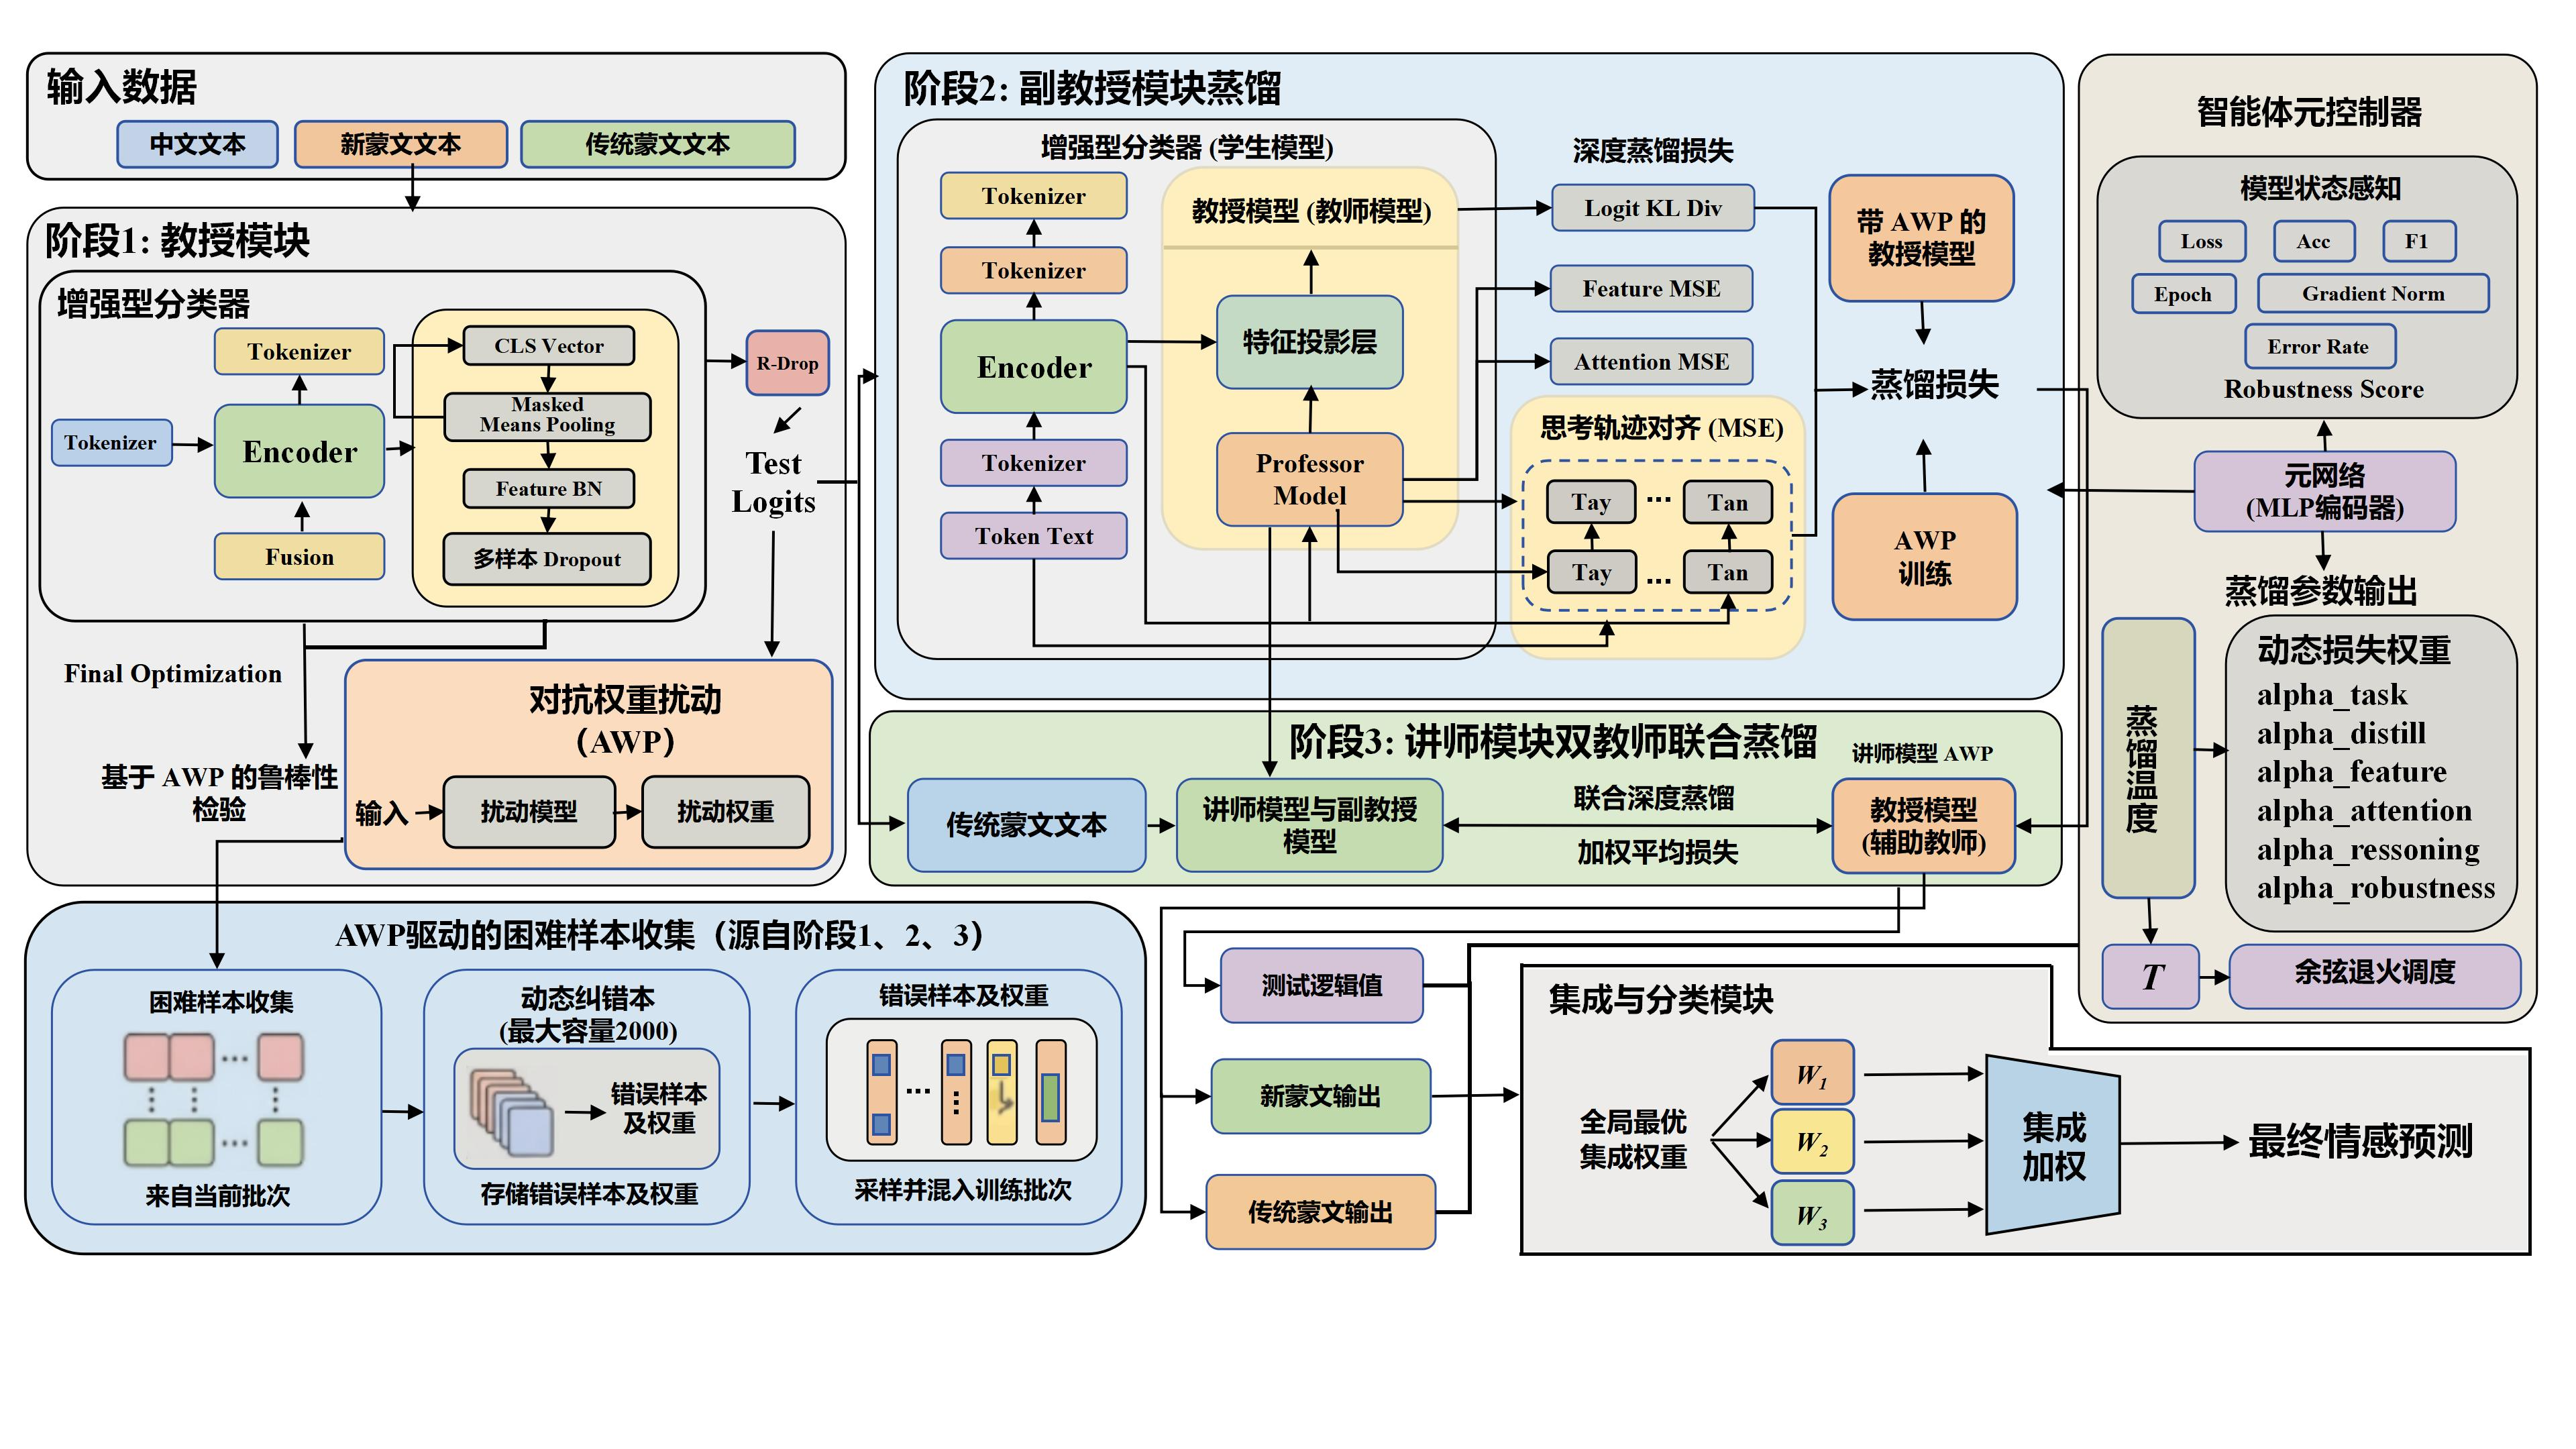 输入数据
中文文本
新蒙文文本
传统蒙文文本
阶段1: 教授模块
增强型分类器
Tokenizer
Tokenizer
Encoder
Fusion
CLS Vector
Masked
Means Pooling
Feature BN
多样本 Dropout
R-Drop
Test
Logits
Final Optimization
基于 AWP 的鲁棒性
检验
对抗权重扰动
（AWP）
输入
扰动模型
扰动权重
阶段2: 副教授模块蒸馏
增强型分类器 (学生模型)
Tokenizer
Tokenizer
Encoder
Tokenizer
Token Text
教授模型 (教师模型)
特征投影层
Professor
Model
深度蒸馏损失
Logit KL Div
Feature MSE
Attention MSE
思考轨迹对齐 (MSE)
Tay
...
Tan
Tay
...
Tan
带 AWP 的
教授模型
蒸馏损失
AWP
训练
阶段3: 讲师模块双教师联合蒸馏
讲师模型 AWP
传统蒙文文本
讲师模型与副教授
模型
联合深度蒸馏
加权平均损失
教授模型
(辅助教师)
智能体元控制器
模型状态感知
Loss
Acc
F1
Epoch
Gradient Norm
Error Rate
Robustness Score
元网络
(MLP编码器)
蒸馏参数输出
蒸馏温度
动态损失权重
alpha_task
alpha_distill
alpha_feature
alpha_attention
alpha_ressoning
alpha_robustness
T
余弦退火调度
AWP驱动的困难样本收集（源自阶段1、2、3）
困难样本收集
来自当前批次
动态纠错本
(最大容量2000)
错误样本
及权重
存储错误样本及权重
错误样本及权重
采样并混入训练批次
测试逻辑值
新蒙文输出
传统蒙文输出
集成与分类模块
全局最优
集成权重
W1
W2
W3
集成
加权
最终情感预测